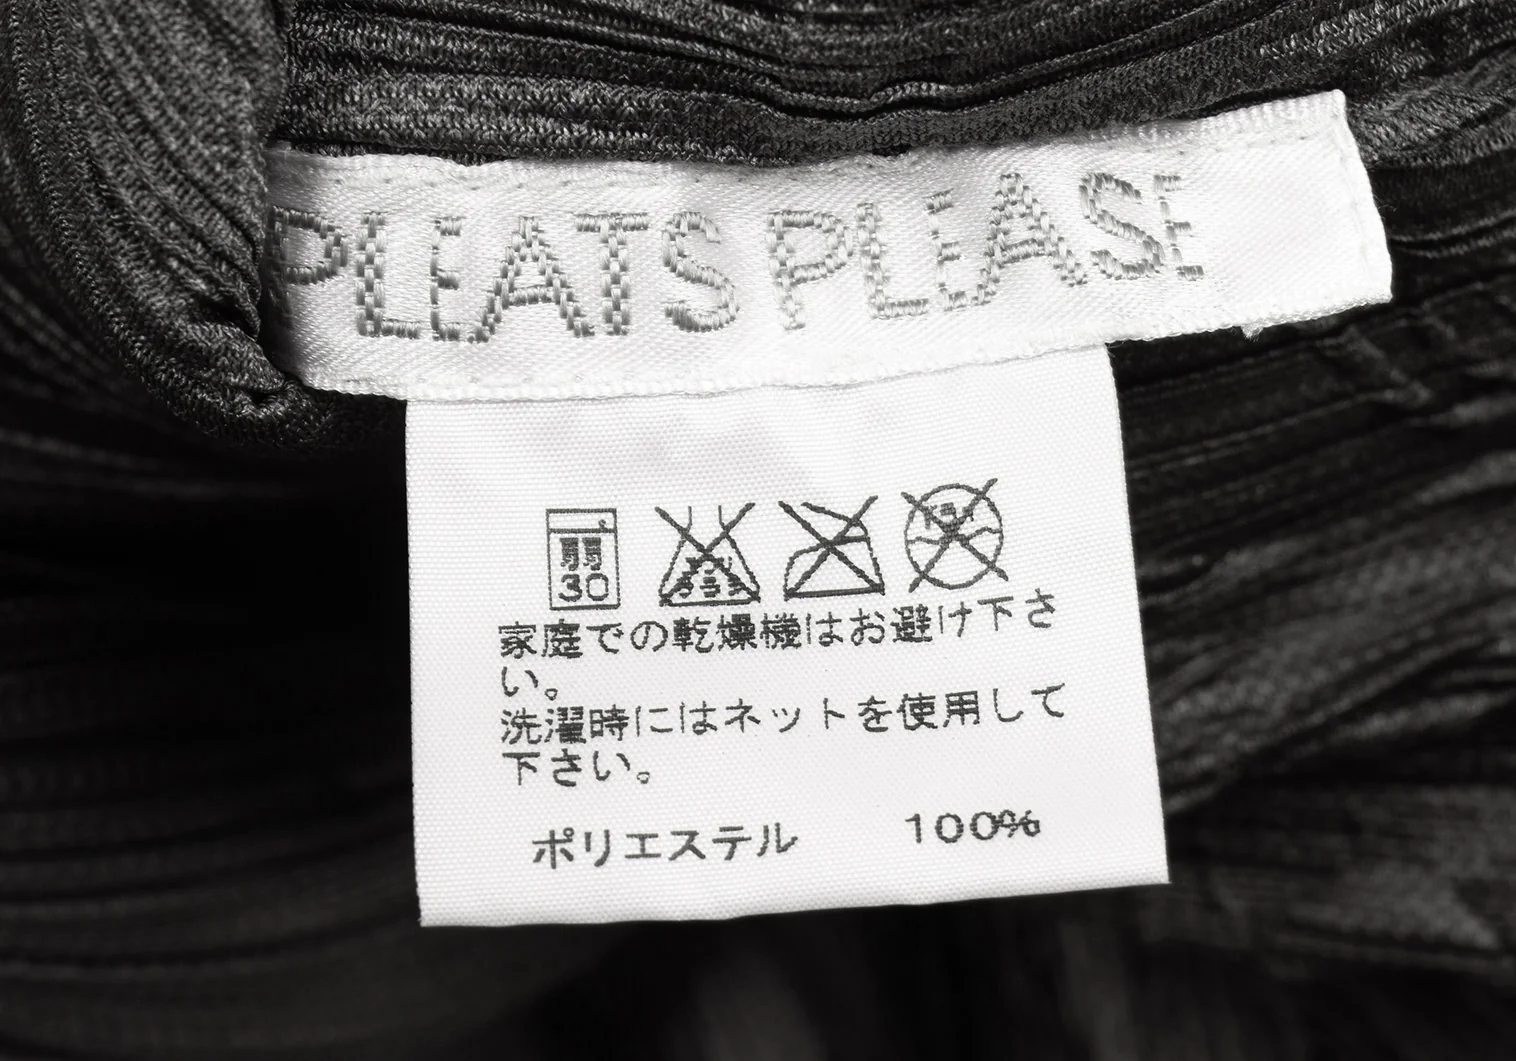 PLEATS PLEASE
弱
30
家庭での乾燥機はお避け下さ
い。
洗濯時にはネットを使用して
下さい。
ポリエステル 100%